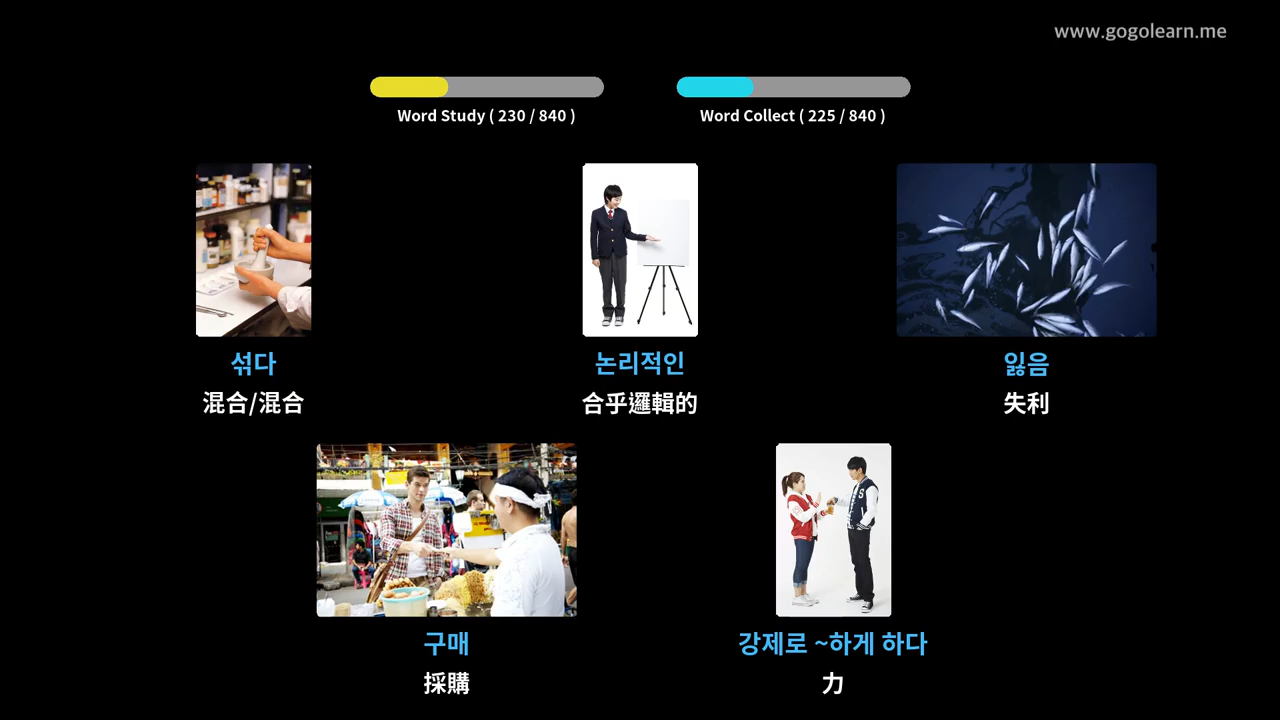 www.gogolearn.me
Word Study ( 230 / 840 )
Word Collect ( 225 / 840 )
섞다
混合/混合
논리적인
合乎邏輯的
잃음
失利
구매
採購
강제로 ~하게 하다
力